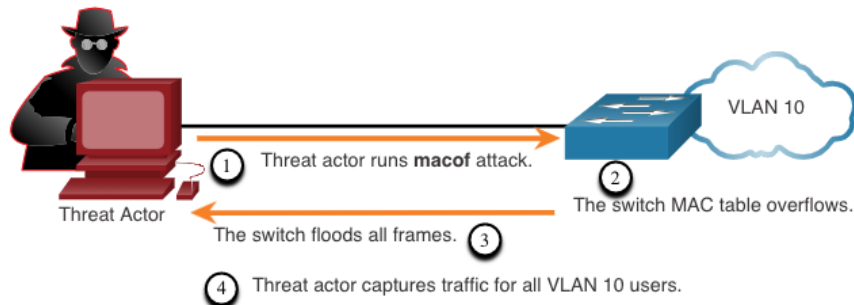 VLAN 10
1 Threat actor runs macof attack.
2
Threat Actor
The switch MAC table overflows.
The switch floods all frames. 3
4 Threat actor captures traffic for all VLAN 10 users.